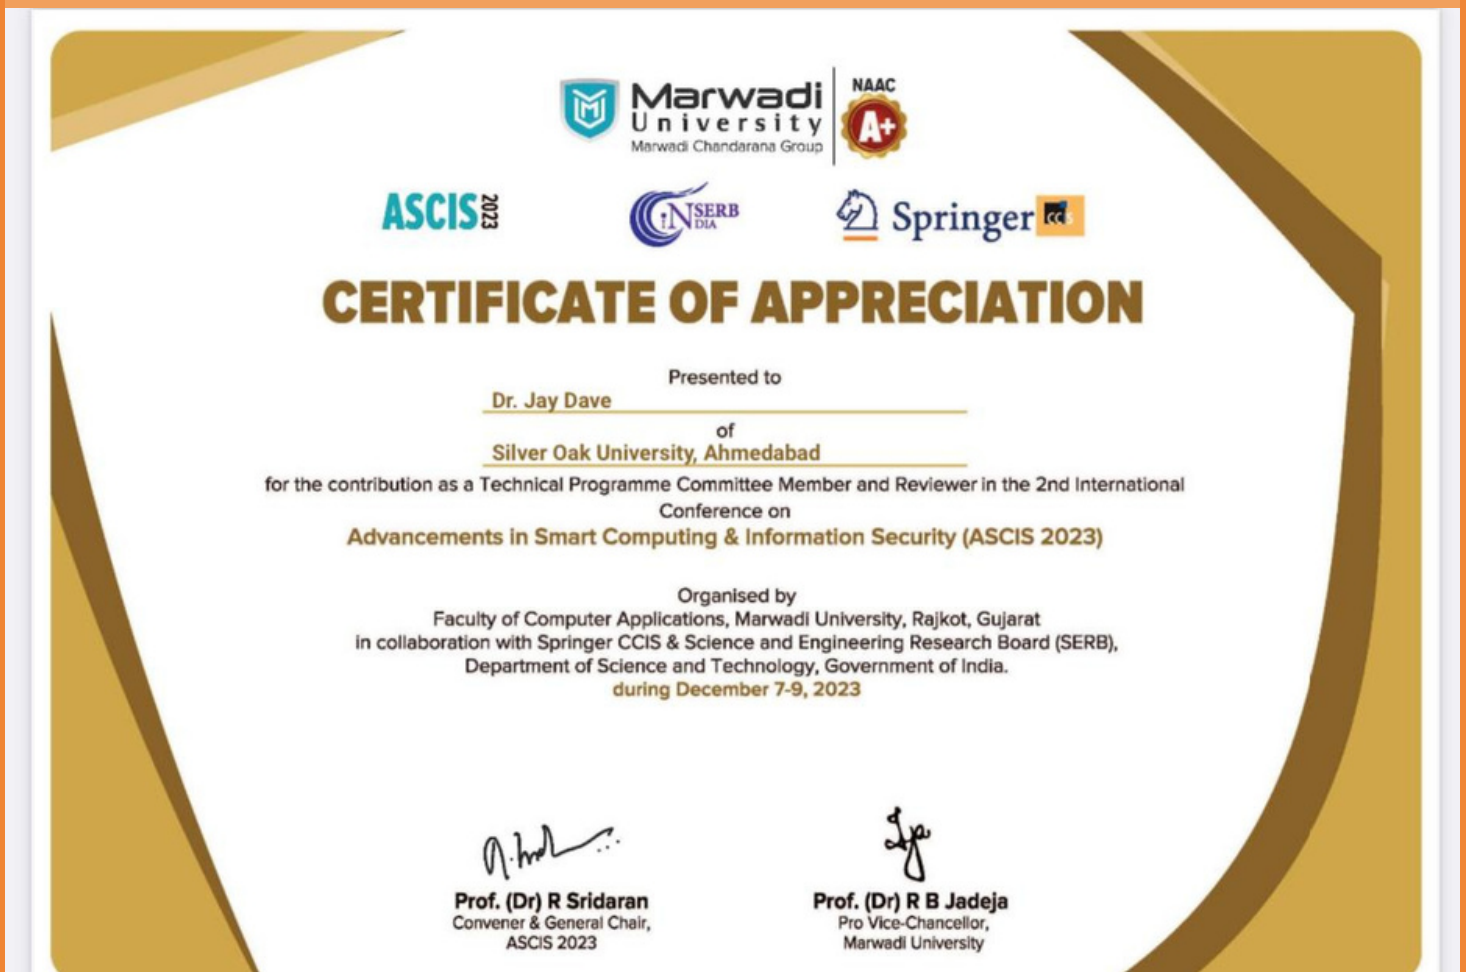 Marwadi
University
Marwadi Chandarana Group
NAAC
A+
ASCIS 2023
iNSERB
DIA
Springer CCIS
CERTIFICATE OF APPRECIATION
Presented to
Dr. Jay Dave
of
Silver Oak University, Ahmedabad
for the contribution as a Technical Programme Committee Member and Reviewer in the 2nd International
Conference on
Advancements in Smart Computing & Information Security (ASCIS 2023)
Organised by
Faculty of Computer Applications, Marwadi University, Rajkot, Gujarat
in collaboration with Springer CCIS & Science and Engineering Research Board (SERB),
Department of Science and Technology, Government of India.
during December 7-9, 2023
Prof. (Dr) R Sridaran
Convener & General Chair,
ASCIS 2023
Prof. (Dr) R B Jadeja
Pro Vice-Chancellor,
Marwadi University